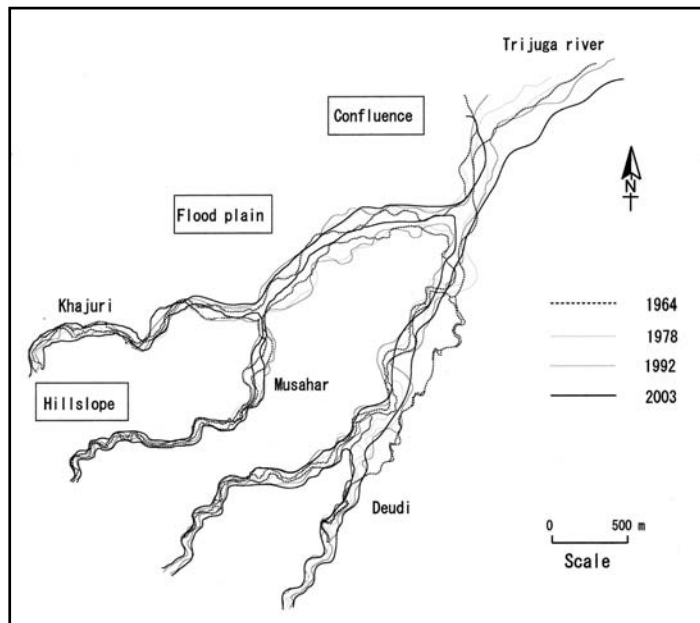 Trijuga river
Confluence
N
Flood plain
Khajuri
1964
1978
Musahar
1992
Hillslope
2003
Deudi
0 500 m
Scale